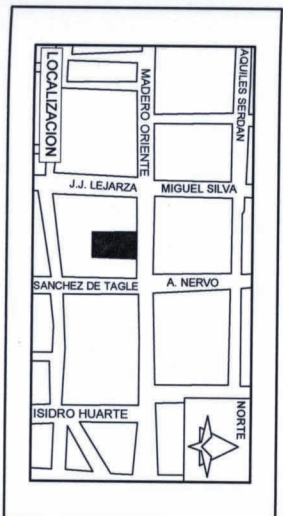 AQUILES SERDAN
MADERO ORIENTE
LOCALIZACION
J.J. LEJARZA
MIGUEL SILVA
SANCHEZ DE TAGLE
A. NERVO
ISIDRO HUARTE
NORTE